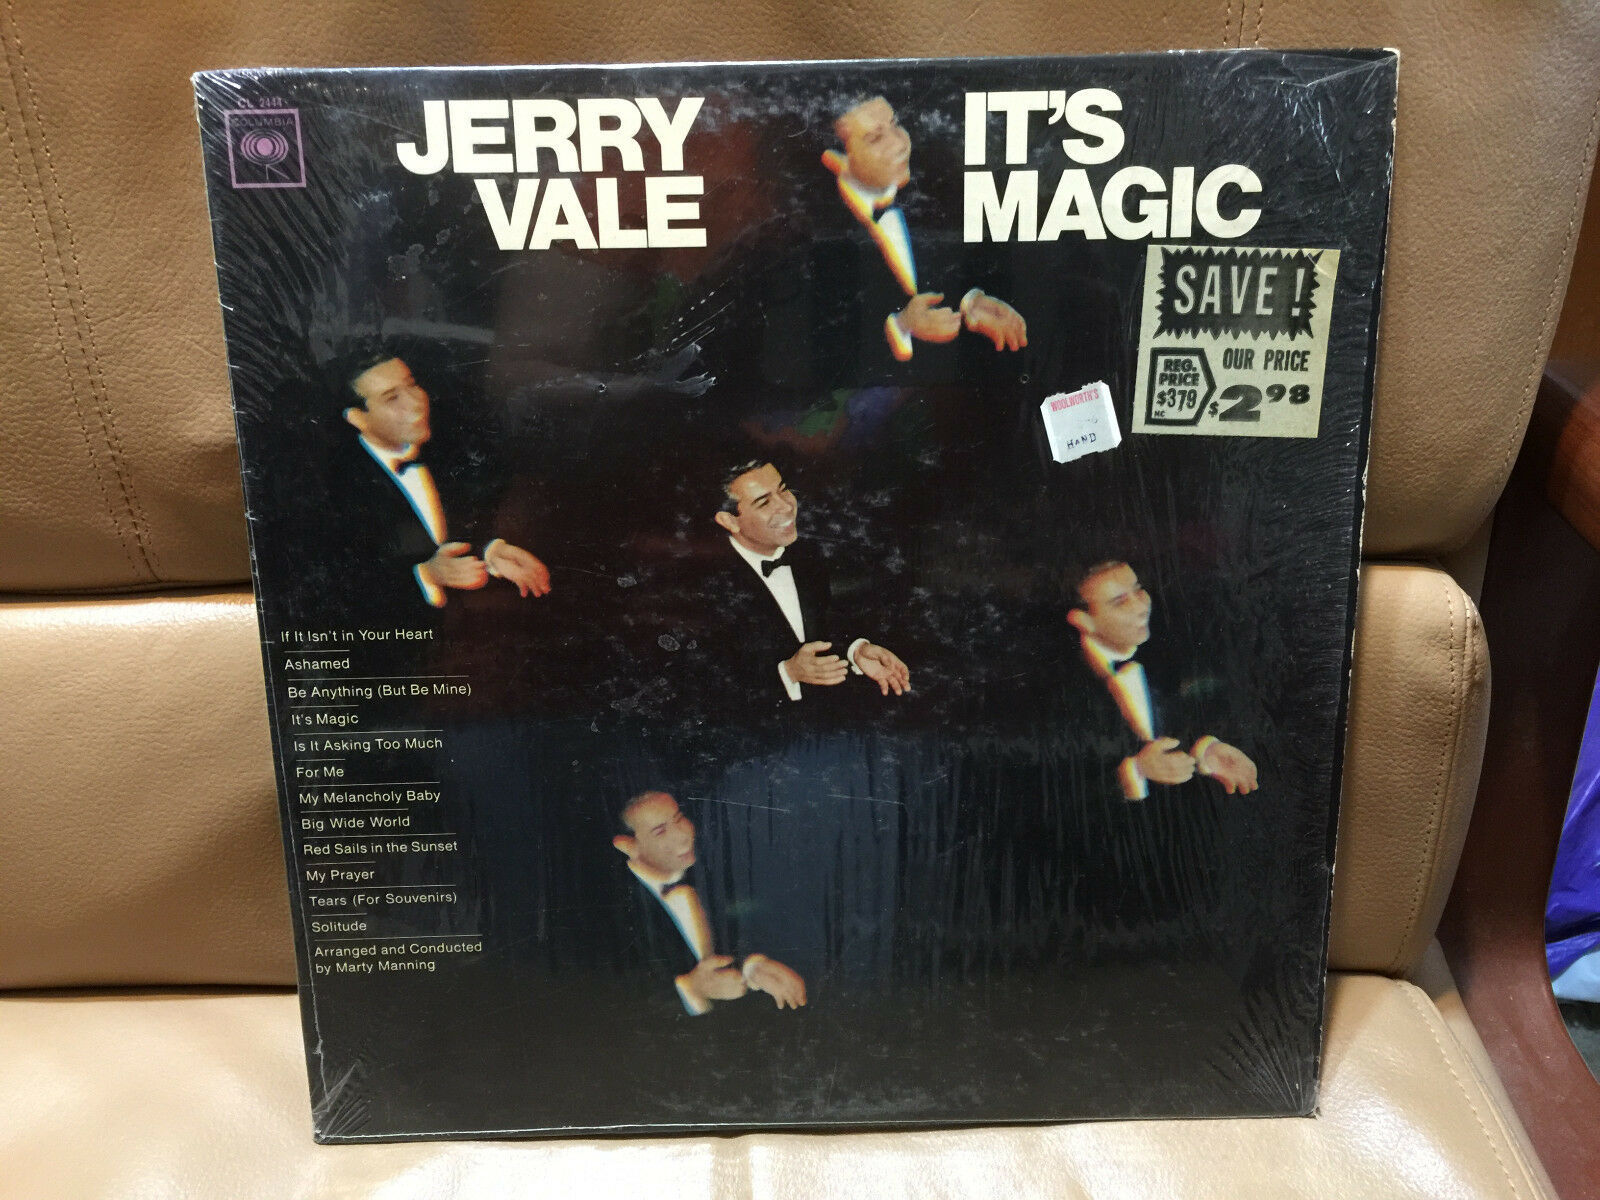 CL 2444
COLUMBIA
JERRY
VALE
IT'S
MAGIC
SAVE!
REG.
PRICE
$379
NC
OUR PRICE
$2 98
WOOLWORTH'S
HAND
If It Isn't in Your Heart
Ashamed
Be Anything (But Be Mine)
It's Magic
Is It Asking Too Much
For Me
My Melancholy Baby
Big Wide World
Red Sails in the Sunset
My Prayer
Tears (For Souvenirs)
Solitude
Arranged and Conducted
by Marty Manning